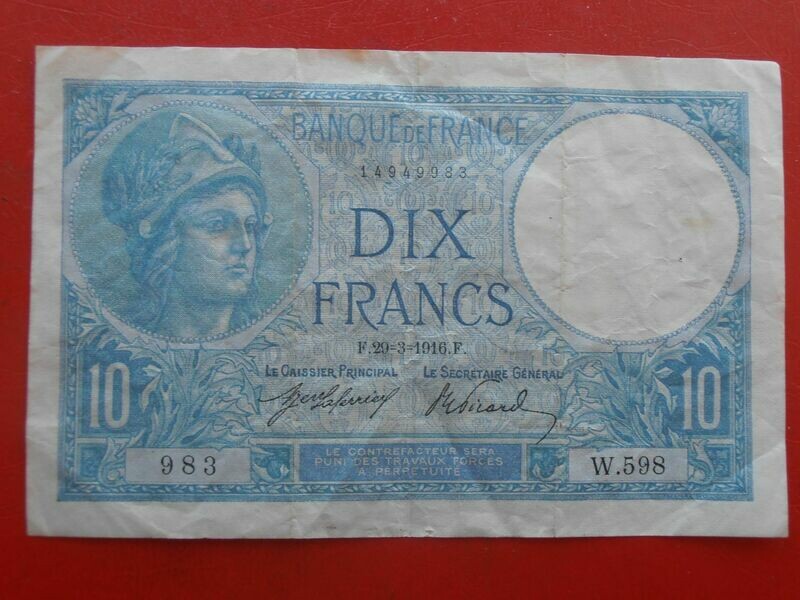 BANQUE DE FRANCE
14949983
DIX
FRANCS
F.29=3=1916.F.
LE CAISSIER PRINCIPAL LE SECRÉTAIRE GÉNÉRAL
10 10
983 LE CONTREFACTEUR SERA
PUNI DES TRAVAUX FORCÉS
À PERPÉTUITÉ W.598